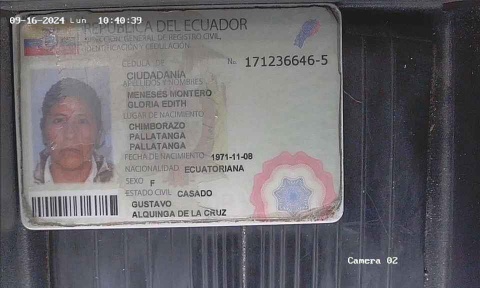 09-16-2024 Lun 10:40:39
REPÚBLICA DEL ECUADOR
DIRECCIÓN GENERAL DE REGISTRO CIVIL,
IDENTIFICACIÓN Y CEDULACIÓN
CÉDULA DE No 171236646-5
CIUDADANÍA
APELLIDOS Y NOMBRES
MENESES MONTERO
GLORIA EDITH
LUGAR DE NACIMIENTO
CHIMBORAZO
PALLATANGA
PALLATANGA
FECHA DE NACIMIENTO 1971-11-08
NACIONALIDAD ECUATORIANA
SEXO F
ESTADO CIVIL CASADO
GUSTAVO
ALQUINGA DE LA CRUZ
Camera 02